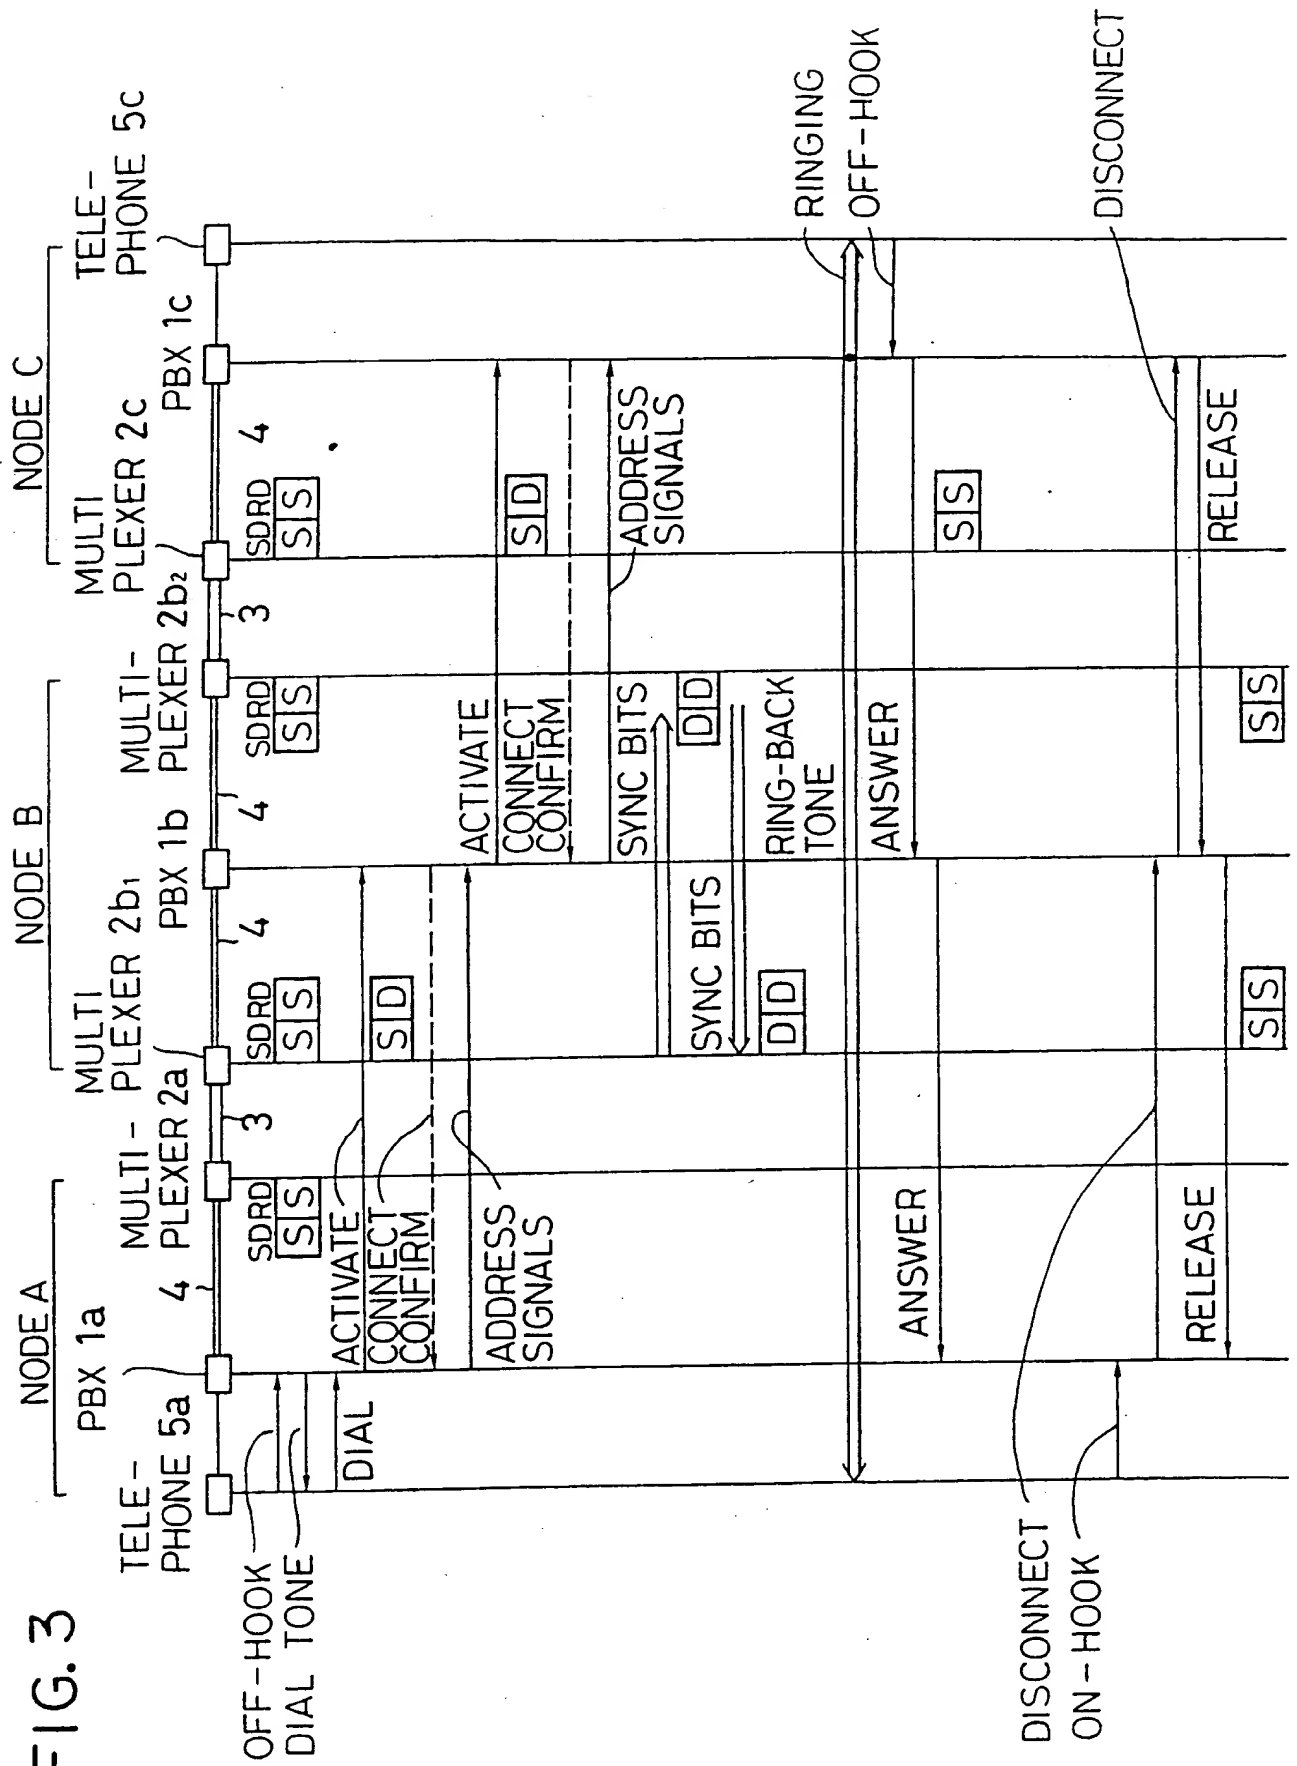 FIG. 3
NODE A
NODE B
NODE C
TELE-
PHONE 5a
PBX 1a
4
MULTI-
PLEXER 2a
3
MULTI
PLEXER 2b1
4
PBX 1b
4
MULTI-
PLEXER 2b2
3
MULTI
PLEXER 2c
4
PBX 1c
TELE-
PHONE 5c
SDRD
S S
SDRD
S S
SDRD
S S
SDRD
S S
OFF-HOOK
DIAL TONE
DIAL
ACTIVATE
CONNECT
CONFIRM
S D
ADDRESS
SIGNALS
ACTIVATE
CONNECT
CONFIRM
S D
ADDRESS
SIGNALS
SYNC BITS
D D
SYNC BITS
D D
RING-BACK
TONE
RINGING
OFF-HOOK
ANSWER
ANSWER
S S
DISCONNECT
ON-HOOK
DISCONNECT
RELEASE
RELEASE
S S
S S